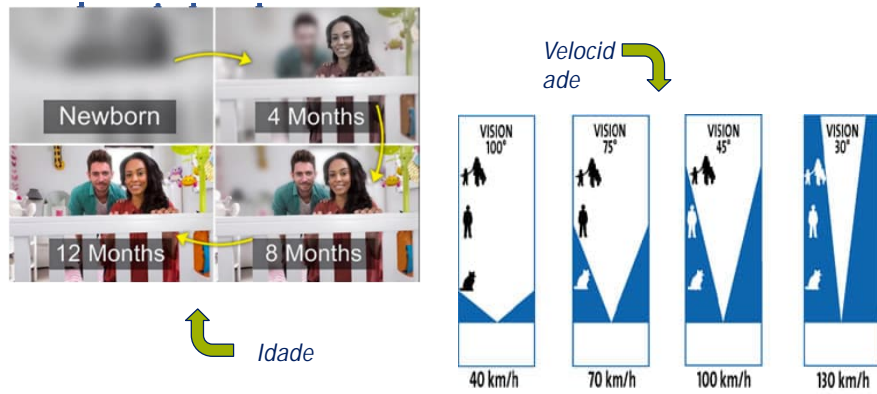 Newborn
4 Months
12 Months
8 Months
Idade
Velocid
ade
VISION
100°
VISION
75°
VISION
45°
VISION
30°
40 km/h
70 km/h
100 km/h
130 km/h